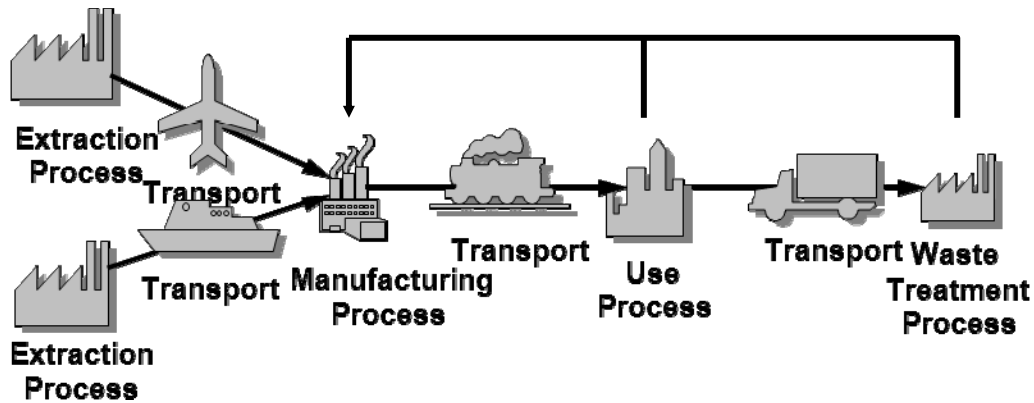 Extraction
Process
Transport
Transport
Extraction
Process
Manufacturing
Process
Transport
Use
Process
Transport
Waste
Treatment
Process